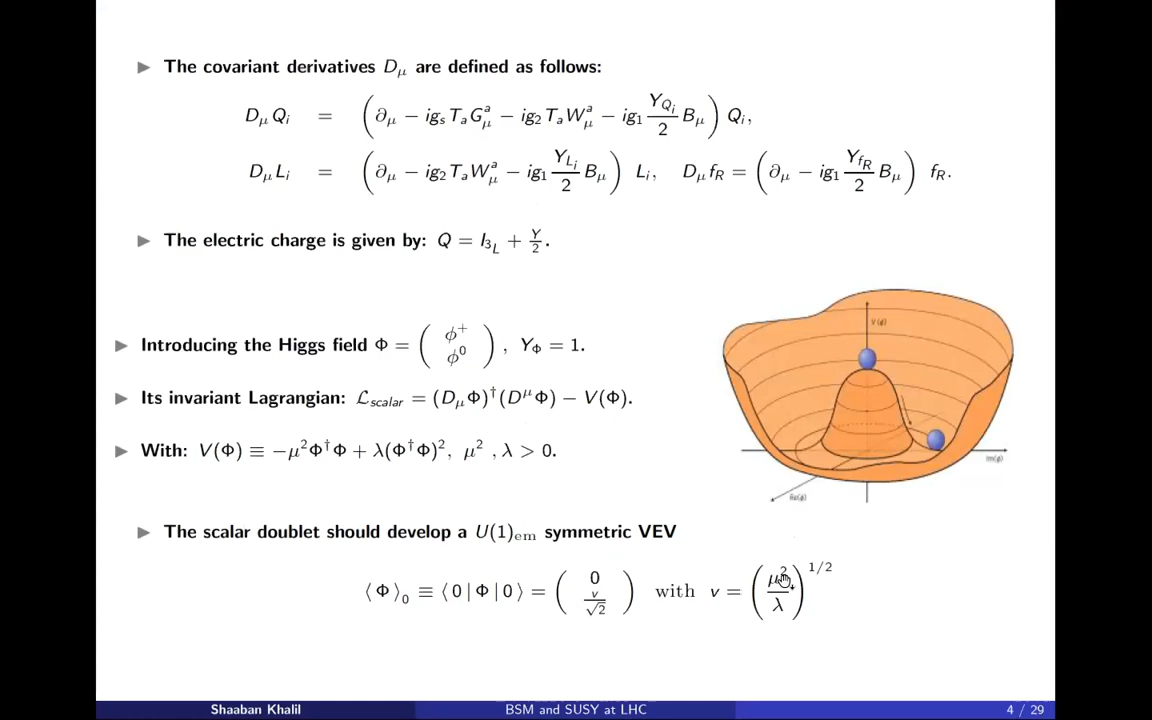 ▶ The covariant derivatives D_μ are defined as follows:
D_μ Q_i = (∂_μ − ig_s T_a G^a_μ − ig_2 T_a W^a_μ − ig_1 Y_{Q_i}/2 B_μ) Q_i,
D_μ L_i = (∂_μ − ig_2 T_a W^a_μ − ig_1 Y_{L_i}/2 B_μ) L_i, D_μ f_R = (∂_μ − ig_1 Y_{f_R}/2 B_μ) f_R.
▶ The electric charge is given by: Q = I_{3_L} + Y/2.
▶ Introducing the Higgs field Φ = (φ^+ φ^0), Y_Φ = 1.
▶ Its invariant Lagrangian: ℒ_scalar = (D_μ Φ)^†(D^μ Φ) − V(Φ).
▶ With: V(Φ) ≡ −μ^2 Φ^†Φ + λ(Φ^†Φ)^2, μ^2 , λ > 0.
V(φ)
Im(φ)
Re(φ)
▶ The scalar doublet should develop a U(1)_em symmetric VEV
⟨Φ⟩_0 ≡ ⟨0|Φ|0⟩ = (0 v/√2) with v = (μ^2/λ)^{1/2}
Shaaban Khalil BSM and SUSY at LHC 4 / 29